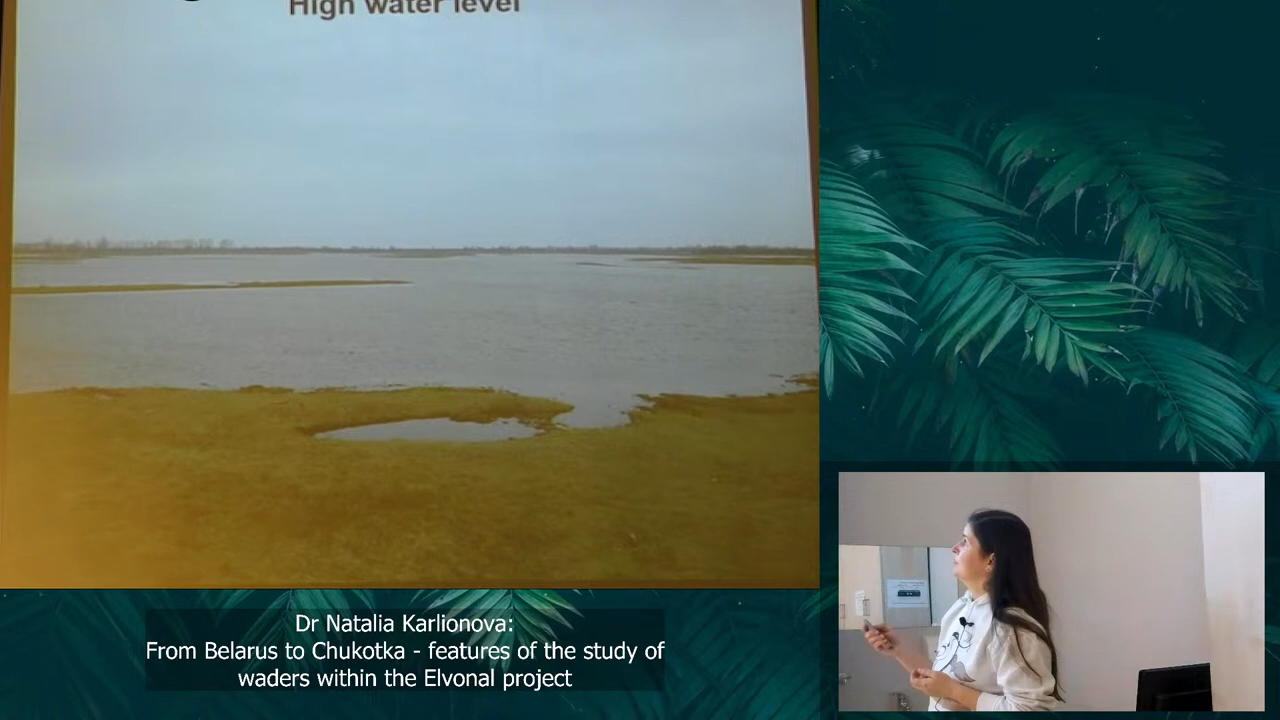 High water level
Dr Natalia Karlionova:
From Belarus to Chukotka - features of the study of
waders within the Elvonal project